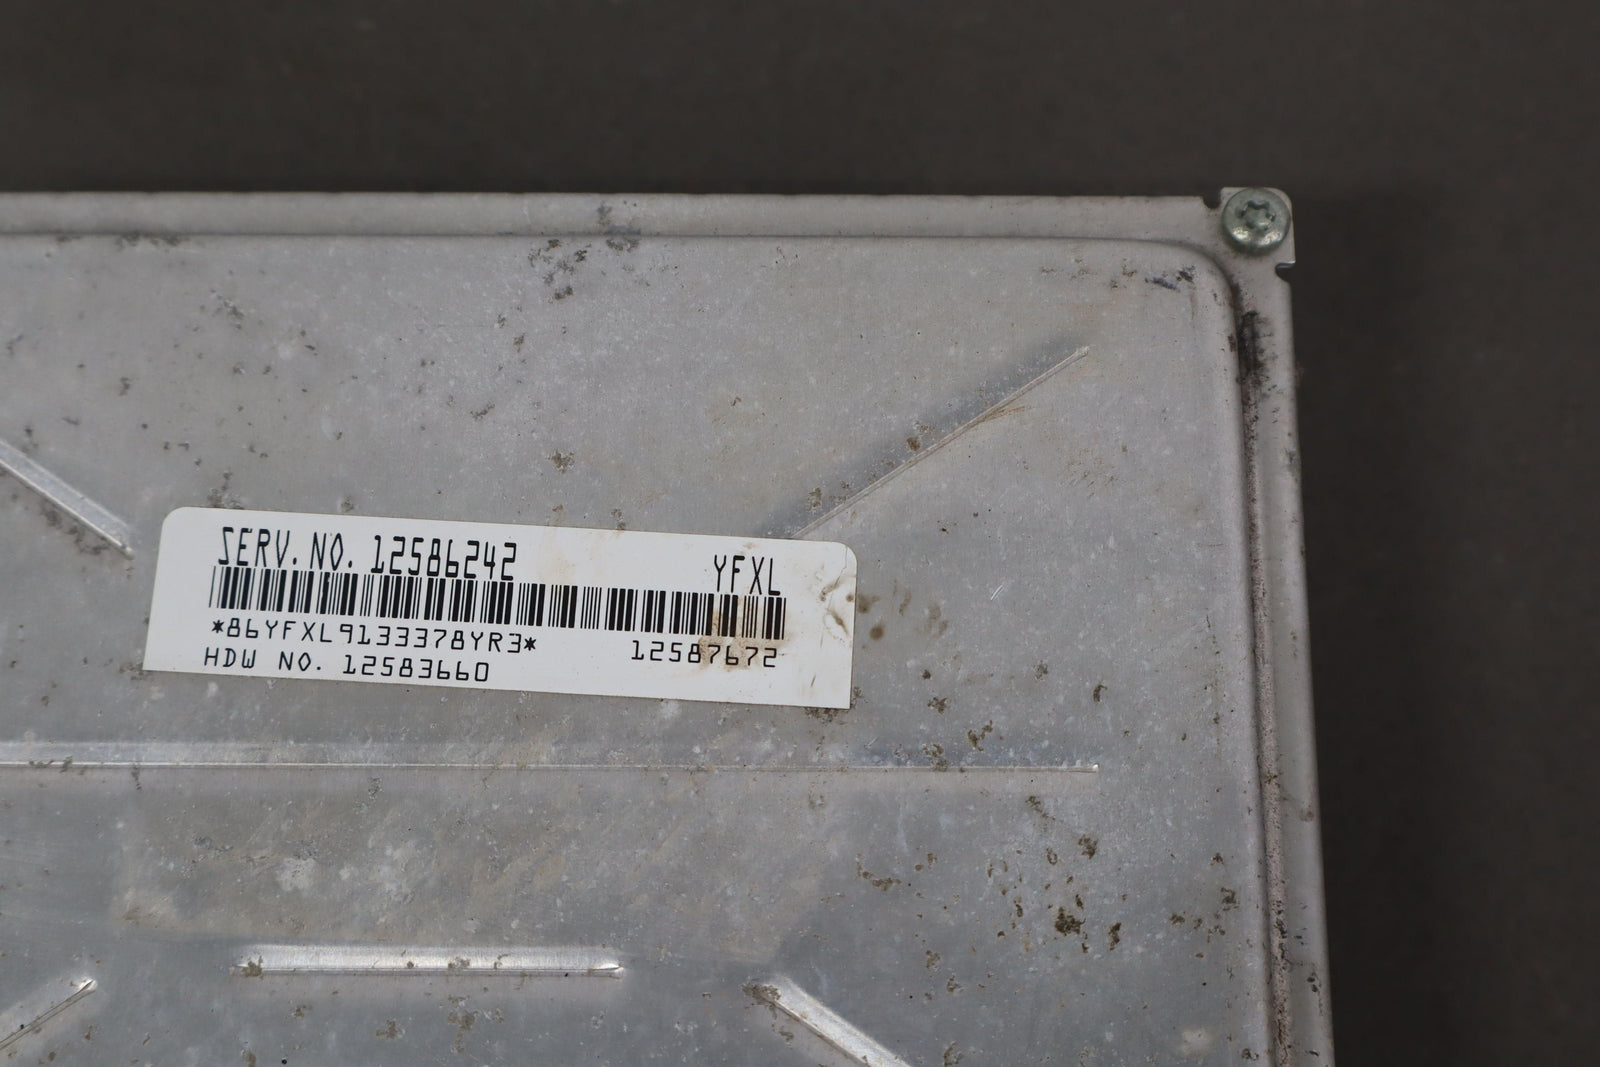 SERV. NO. 12586242 YFXL
*86YFXL9133378YR3* 12587672
HDW NO. 12583660